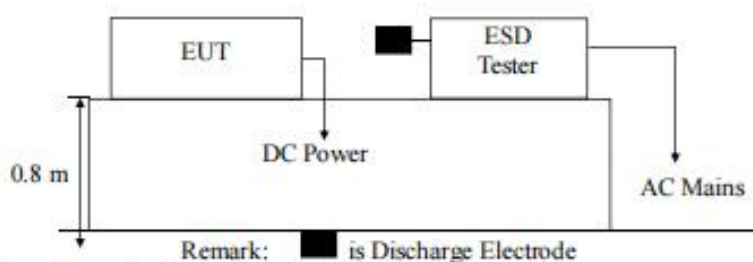 EUT
ESD
Tester
DC Power
0.8 m
AC Mains
Remark: is Discharge Electrode